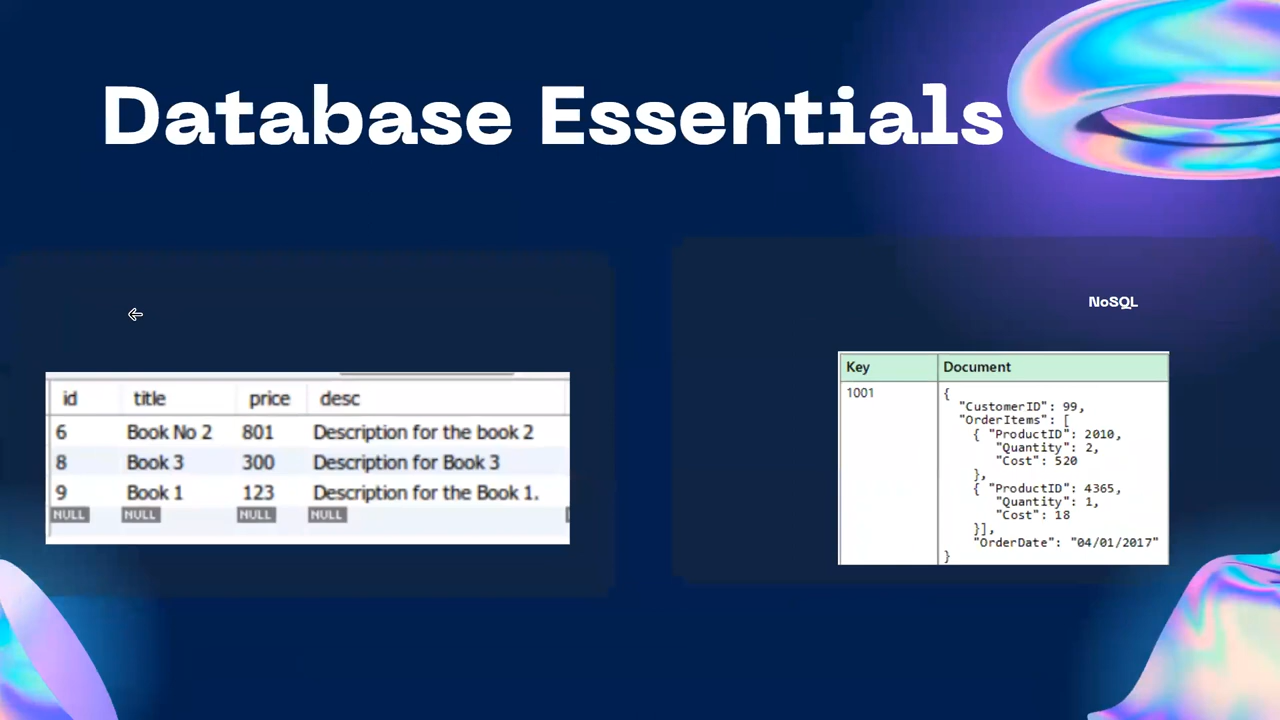 Database Essentials
id title price desc
6 Book No 2 801 Description for the book 2
8 Book 3 300 Description for Book 3
9 Book 1 123 Description for the Book 1.
NULL NULL NULL NULL
NoSQL
Key Document
1001 {
"CustomerID": 99,
"OrderItems": [
{ "ProductID": 2010,
"Quantity": 2,
"Cost": 520
},
{ "ProductID": 4365,
"Quantity": 1,
"Cost": 18
}],
"OrderDate": "04/01/2017"
}